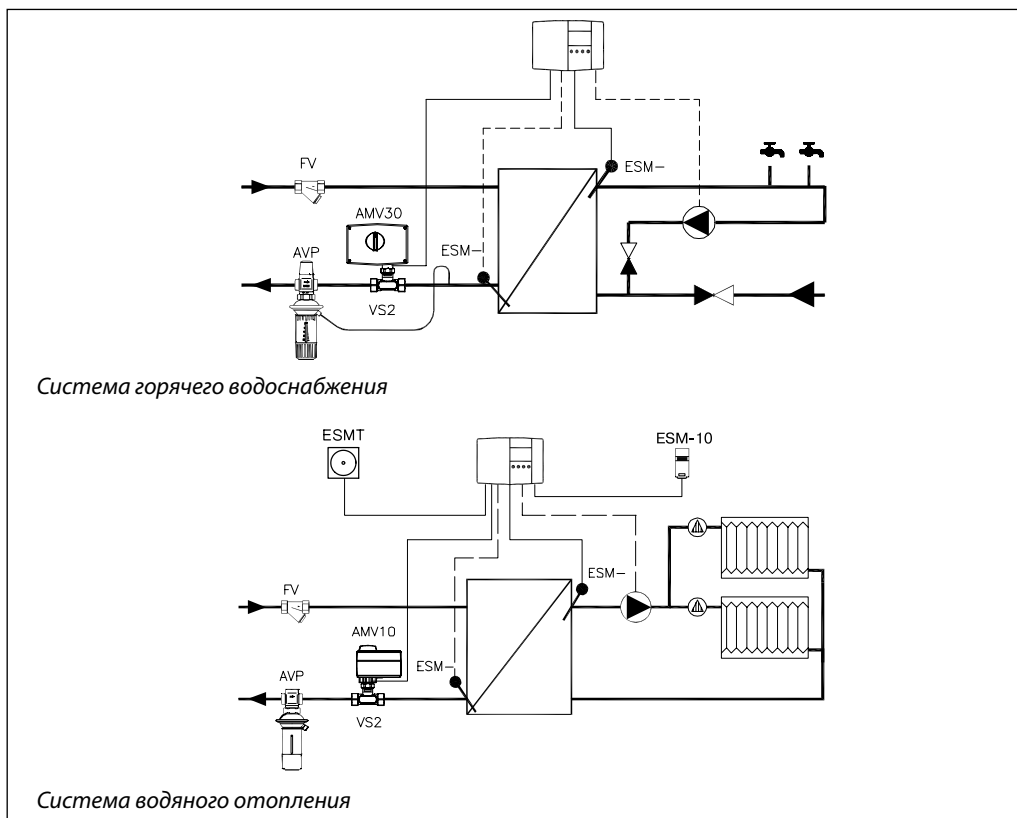 FV
ESM-
AMV30
AVP
ESM-
VS2
Система горячего водоснабжения
ESMT
ESM-10
FV
ESM-
AMV10
ESM-
AVP
VS2
Система водяного отопления